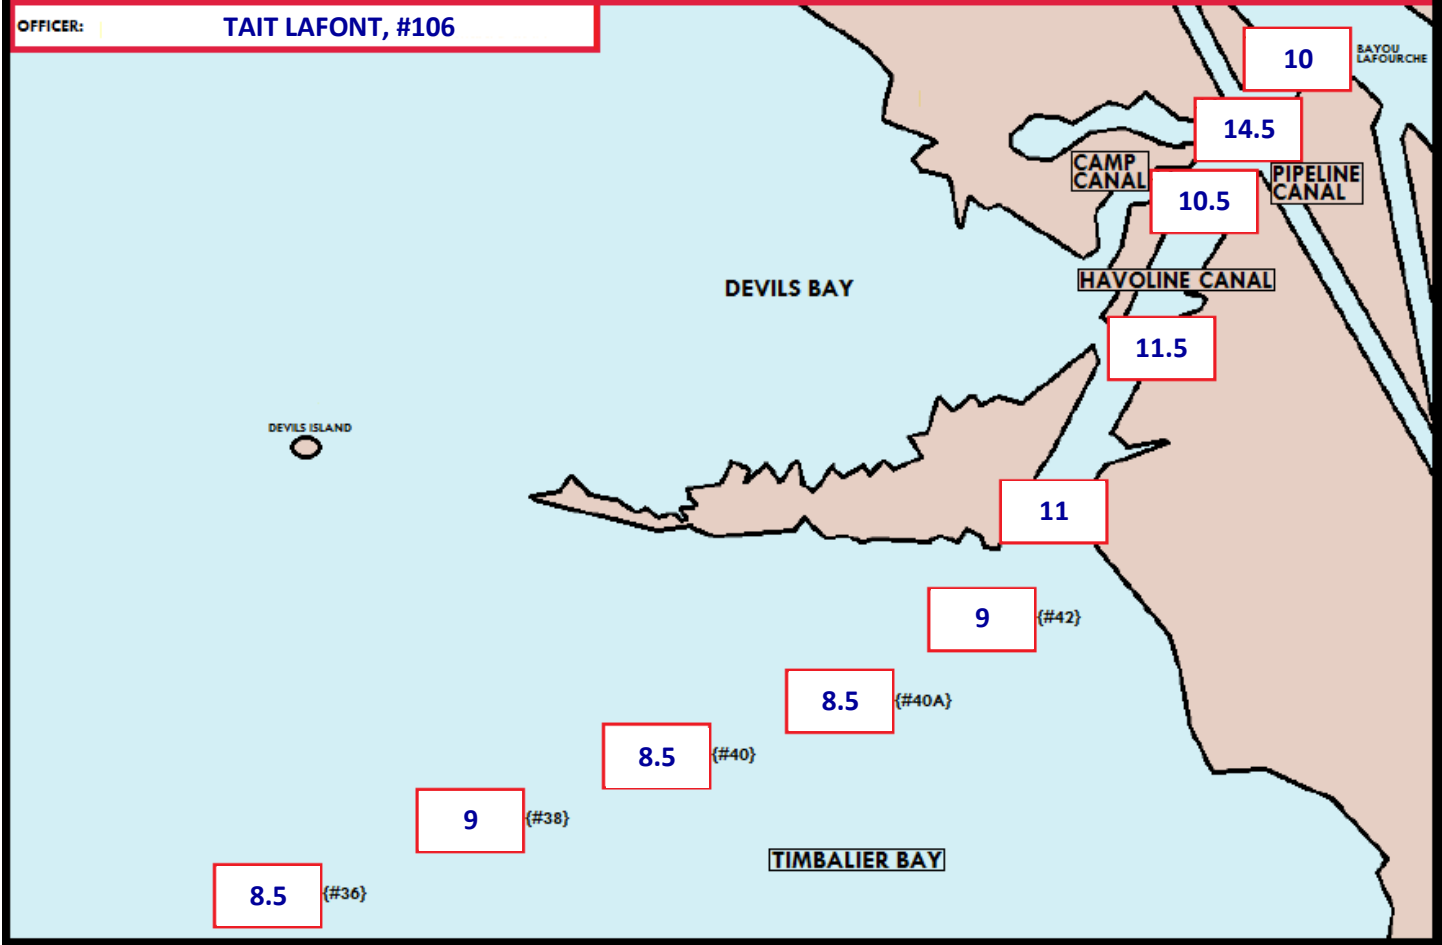 OFFICER: TAIT LAFONT, #106
10
BAYOU
LAFOURCHE
14.5
CAMP
CANAL
PIPELINE
CANAL
10.5
HAVOLINE CANAL
DEVILS BAY
11.5
DEVILS ISLAND
11
9 {#42}
8.5 {#40A}
8.5 {#40}
9 {#38}
TIMBALIER BAY
8.5 {#36}